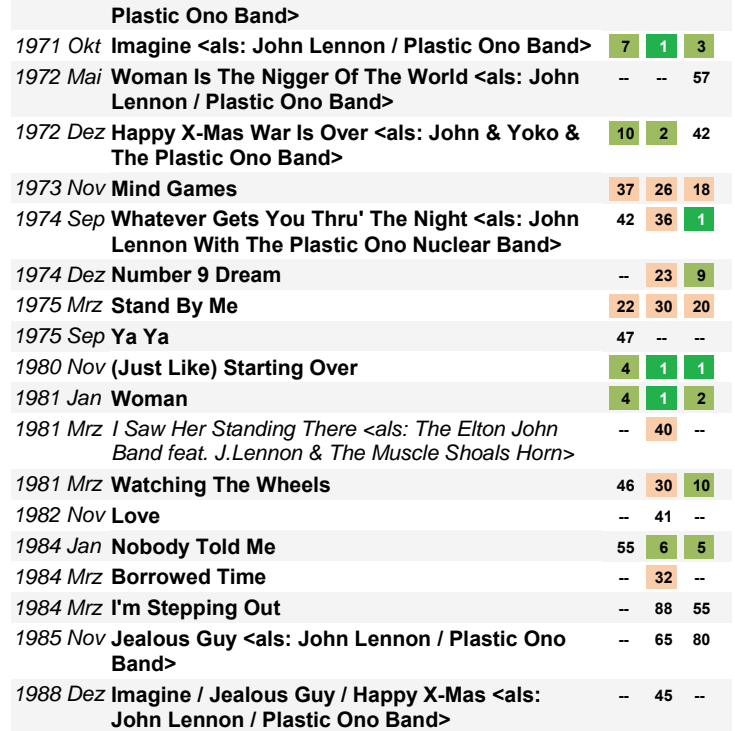 Plastic Ono Band>
1971 Okt Imagine <als: John Lennon / Plastic Ono Band> 7 1 3
1972 Mai Woman Is The Nigger Of The World <als: John -- -- 57
Lennon / Plastic Ono Band>
1972 Dez Happy X-Mas War Is Over <als: John & Yoko & 10 2 42
The Plastic Ono Band>
1973 Nov Mind Games 37 26 18
1974 Sep Whatever Gets You Thru' The Night <als: John 42 36 1
Lennon With The Plastic Ono Nuclear Band>
1974 Dez Number 9 Dream -- 23 9
1975 Mrz Stand By Me 22 30 20
1975 Sep Ya Ya 47 -- --
1980 Nov (Just Like) Starting Over 4 1 1
1981 Jan Woman 4 1 2
1981 Mrz I Saw Her Standing There <als: The Elton John -- 40 --
Band feat. J.Lennon & The Muscle Shoals Horn>
1981 Mrz Watching The Wheels 46 30 10
1982 Nov Love -- 41 --
1984 Jan Nobody Told Me 55 6 5
1984 Mrz Borrowed Time -- 32 --
1984 Mrz I'm Stepping Out -- 88 55
1985 Nov Jealous Guy <als: John Lennon / Plastic Ono -- 65 80
Band>
1988 Dez Imagine / Jealous Guy / Happy X-Mas <als: -- 45 --
John Lennon / Plastic Ono Band>